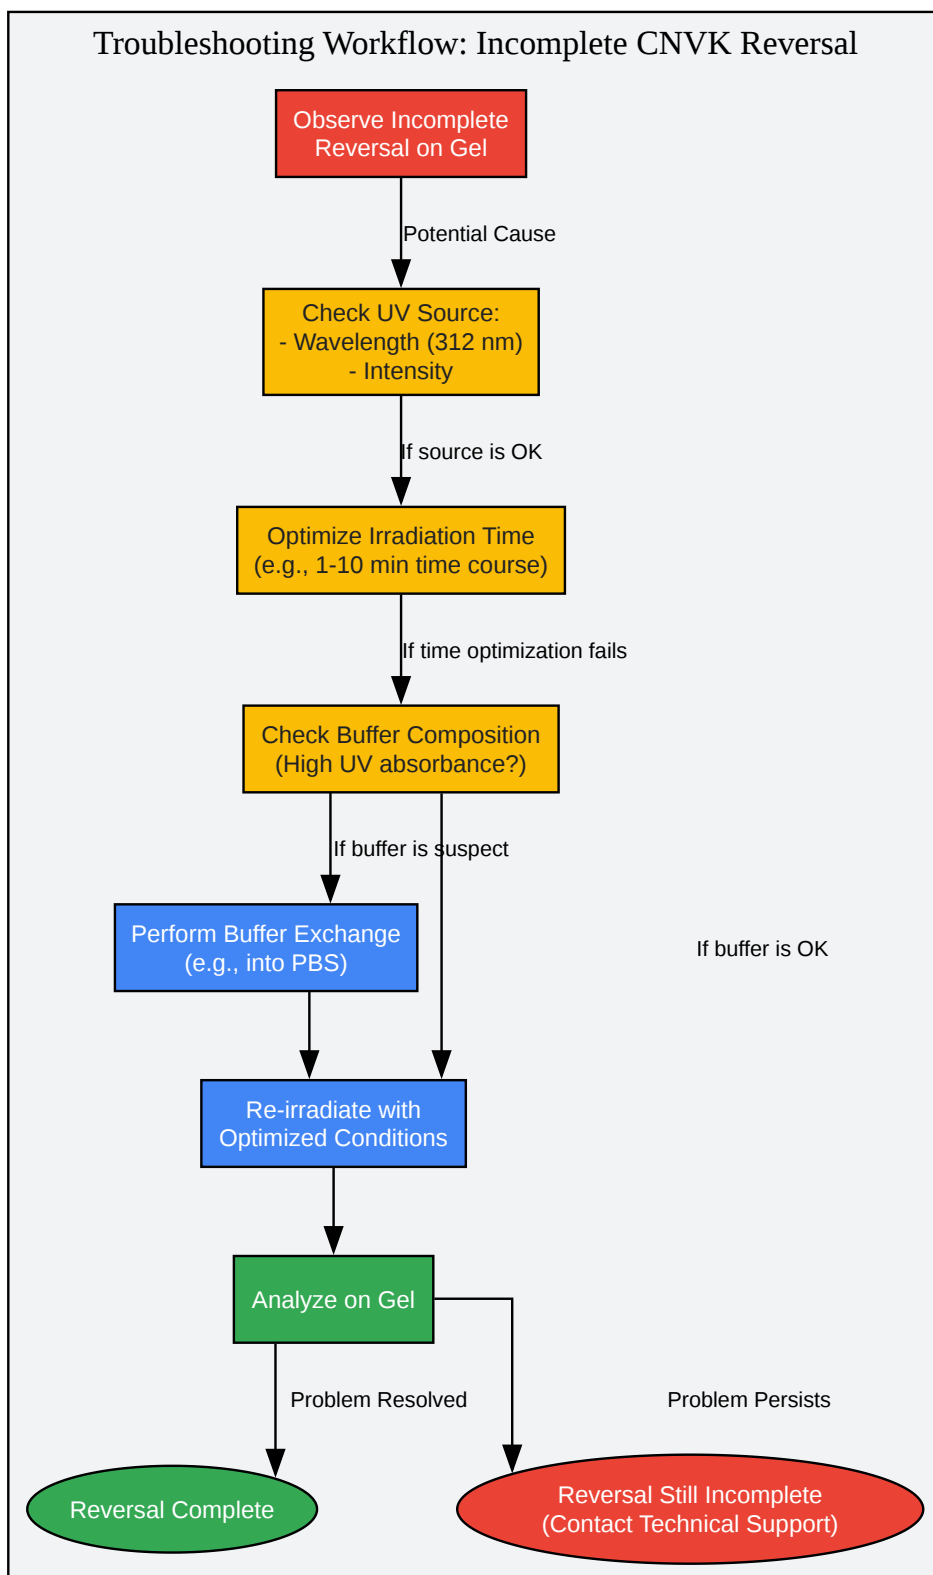 Troubleshooting Workflow: Incomplete CNVK Reversal
Observe Incomplete
Reversal on Gel
Potential Cause
Check UV Source:
- Wavelength (312 nm)
- Intensity
If source is OK
Optimize Irradiation Time
(e.g., 1-10 min time course)
If time optimization fails
Check Buffer Composition
(High UV absorbance?)
If buffer is suspect
Perform Buffer Exchange
(e.g., into PBS)
If buffer is OK
Re-irradiate with
Optimized Conditions
Analyze on Gel
Problem Resolved
Problem Persists
Reversal Complete
Reversal Still Incomplete
(Contact Technical Support)